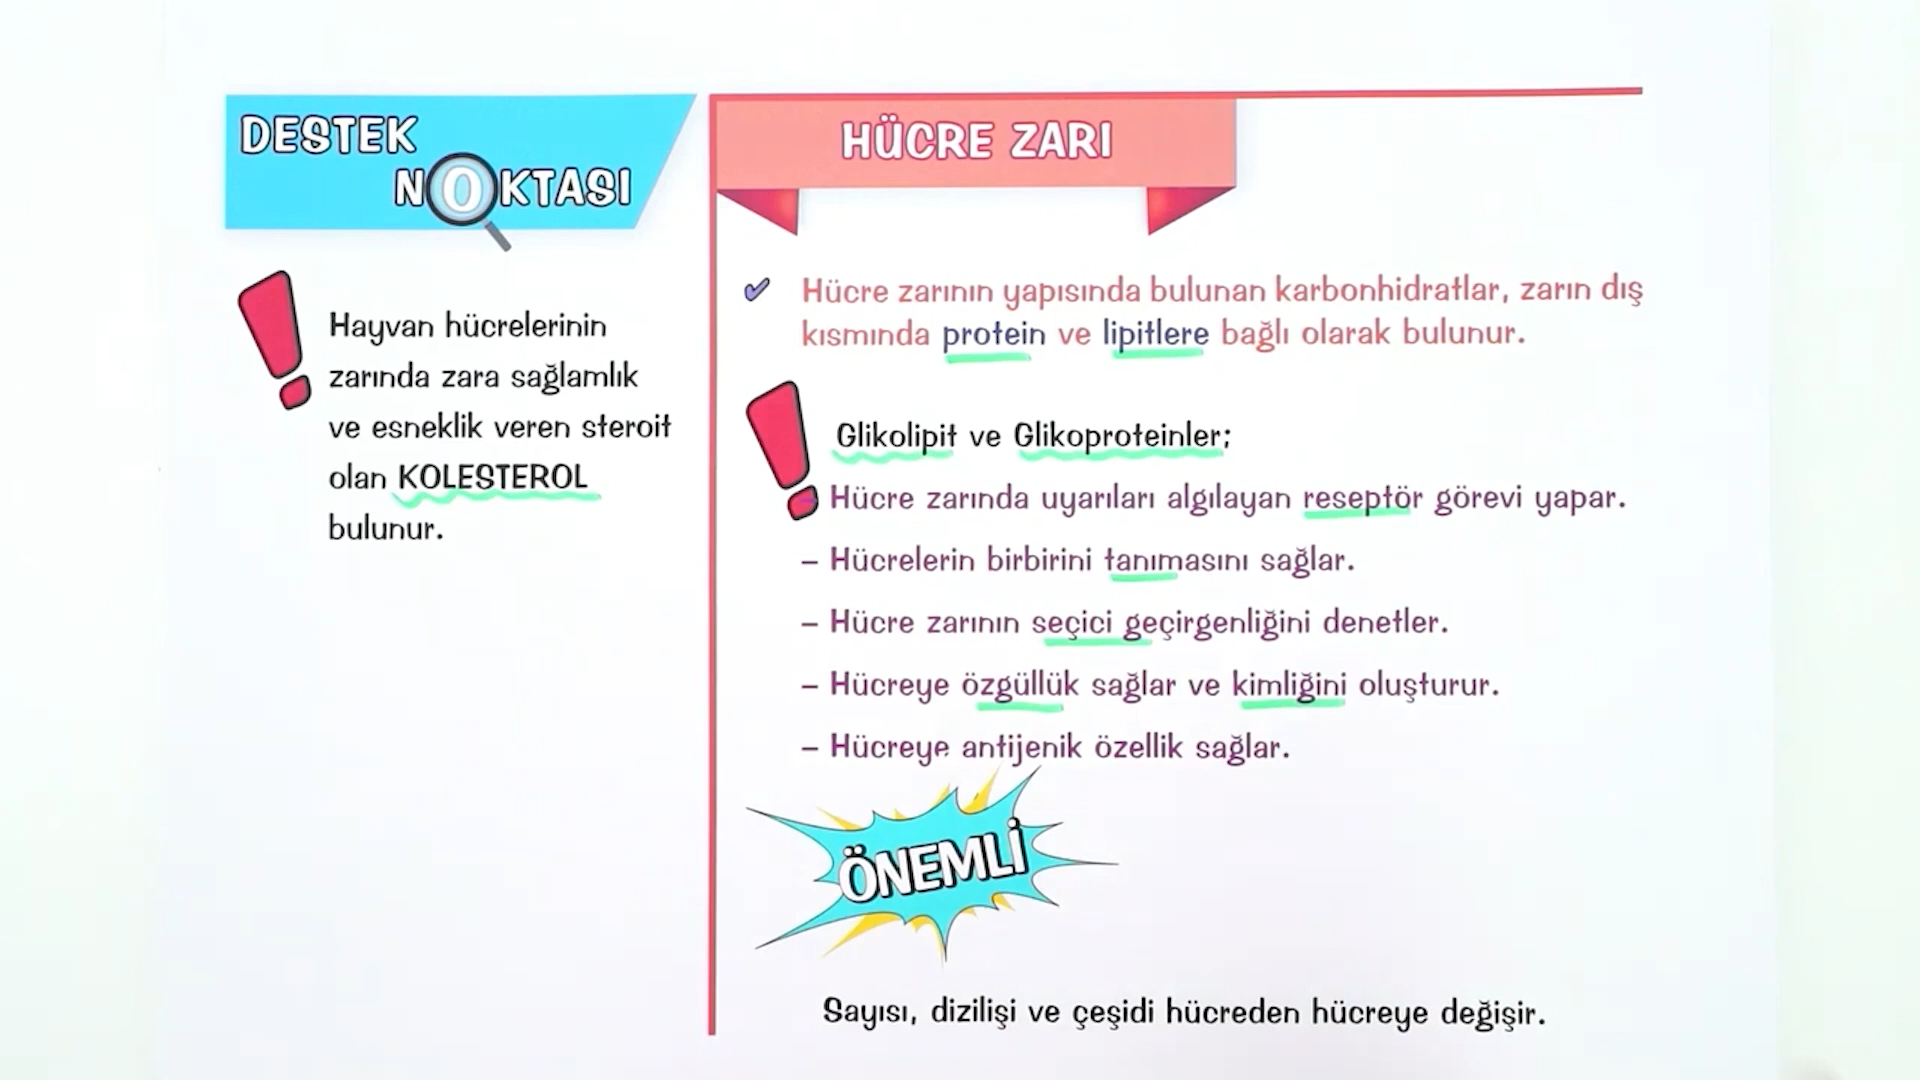 DESTEK
NOKTASI
Hayvan hücrelerinin
zarında zara sağlamlık
ve esneklik veren steroit
olan KOLESTEROL
bulunur.
HÜCRE ZARI
Hücre zarının yapısında bulunan karbonhidratlar, zarın dış
kısmında protein ve lipitlere bağlı olarak bulunur.
Glikolipit ve Glikoproteinler;
– Hücre zarında uyarıları algılayan reseptör görevi yapar.
– Hücrelerin birbirini tanımasını sağlar.
– Hücre zarının seçici geçirgenliğini denetler.
– Hücreye özgüllük sağlar ve kimliğini oluşturur.
– Hücreye antijenik özellik sağlar.
ÖNEMLİ
Sayısı, dizilişi ve çeşidi hücreden hücreye değişir.